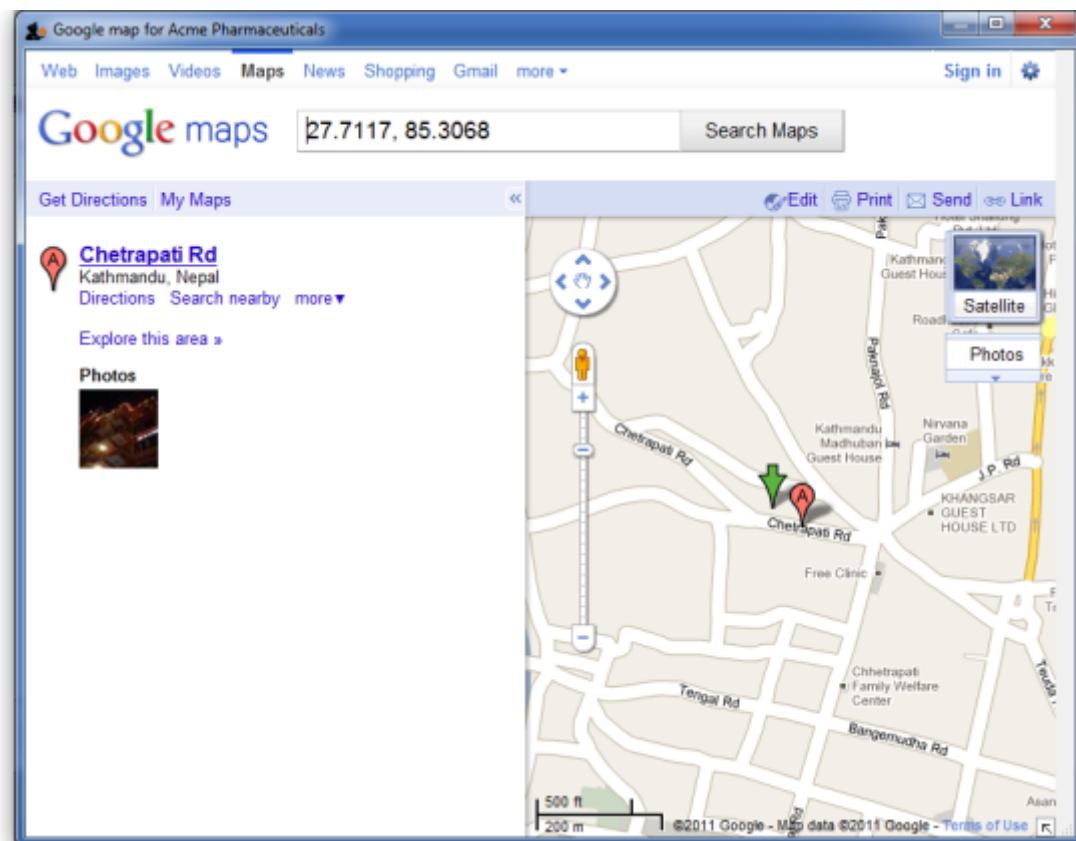 Google map for Acme Pharmaceuticals
Web Images Videos Maps News Shopping Gmail more
Sign in
Google maps
27.7117, 85.3068
Search Maps
Get Directions My Maps
«
Edit Print Send Link
A
Chetrapati Rd
Kathmandu, Nepal
Directions Search nearby more▼
Explore this area »
Photos
Satellite
Photos
Guest House
Paknajol Rd
Kathmandu
Madhuban
Guest House
Nirvana
Garden
J.P. Rd
KHANGSAR
GUEST
HOUSE LTD
Chetrapati Rd
A
Chetrapati Rd
Free Clinic
Chhetrapati
Family Welfare
Center
Tengal Rd
Bangemudha Rd
Teuda
Asan
500 ft
200 m
©2011 Google - Map data ©2011 Google - Terms of Use